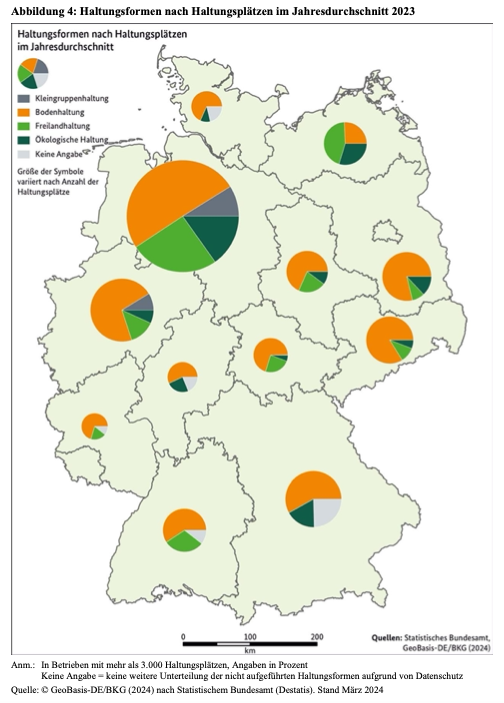 Abbildung 4: Haltungsformen nach Haltungsplätzen im Jahresdurchschnitt 2023
Haltungsformen nach Haltungsplätzen
im Jahresdurchschnitt
Kleingruppenhaltung
Bodenhaltung
Freilandhaltung
Ökologische Haltung
Keine Angabe
Größe der Symbole
variiert nach Anzahl der
Haltungsplätze
0 100 200
km
Quellen: Statistisches Bundesamt,
GeoBasis-DE/BKG (2024)
Anm.: In Betrieben mit mehr als 3.000 Haltungsplätzen, Angaben in Prozent
Keine Angabe = keine weitere Unterteilung der nicht aufgeführten Haltungsformen aufgrund von Datenschutz
Quelle: © GeoBasis-DE/BKG (2024) nach Statistischem Bundesamt (Destatis). Stand März 2024